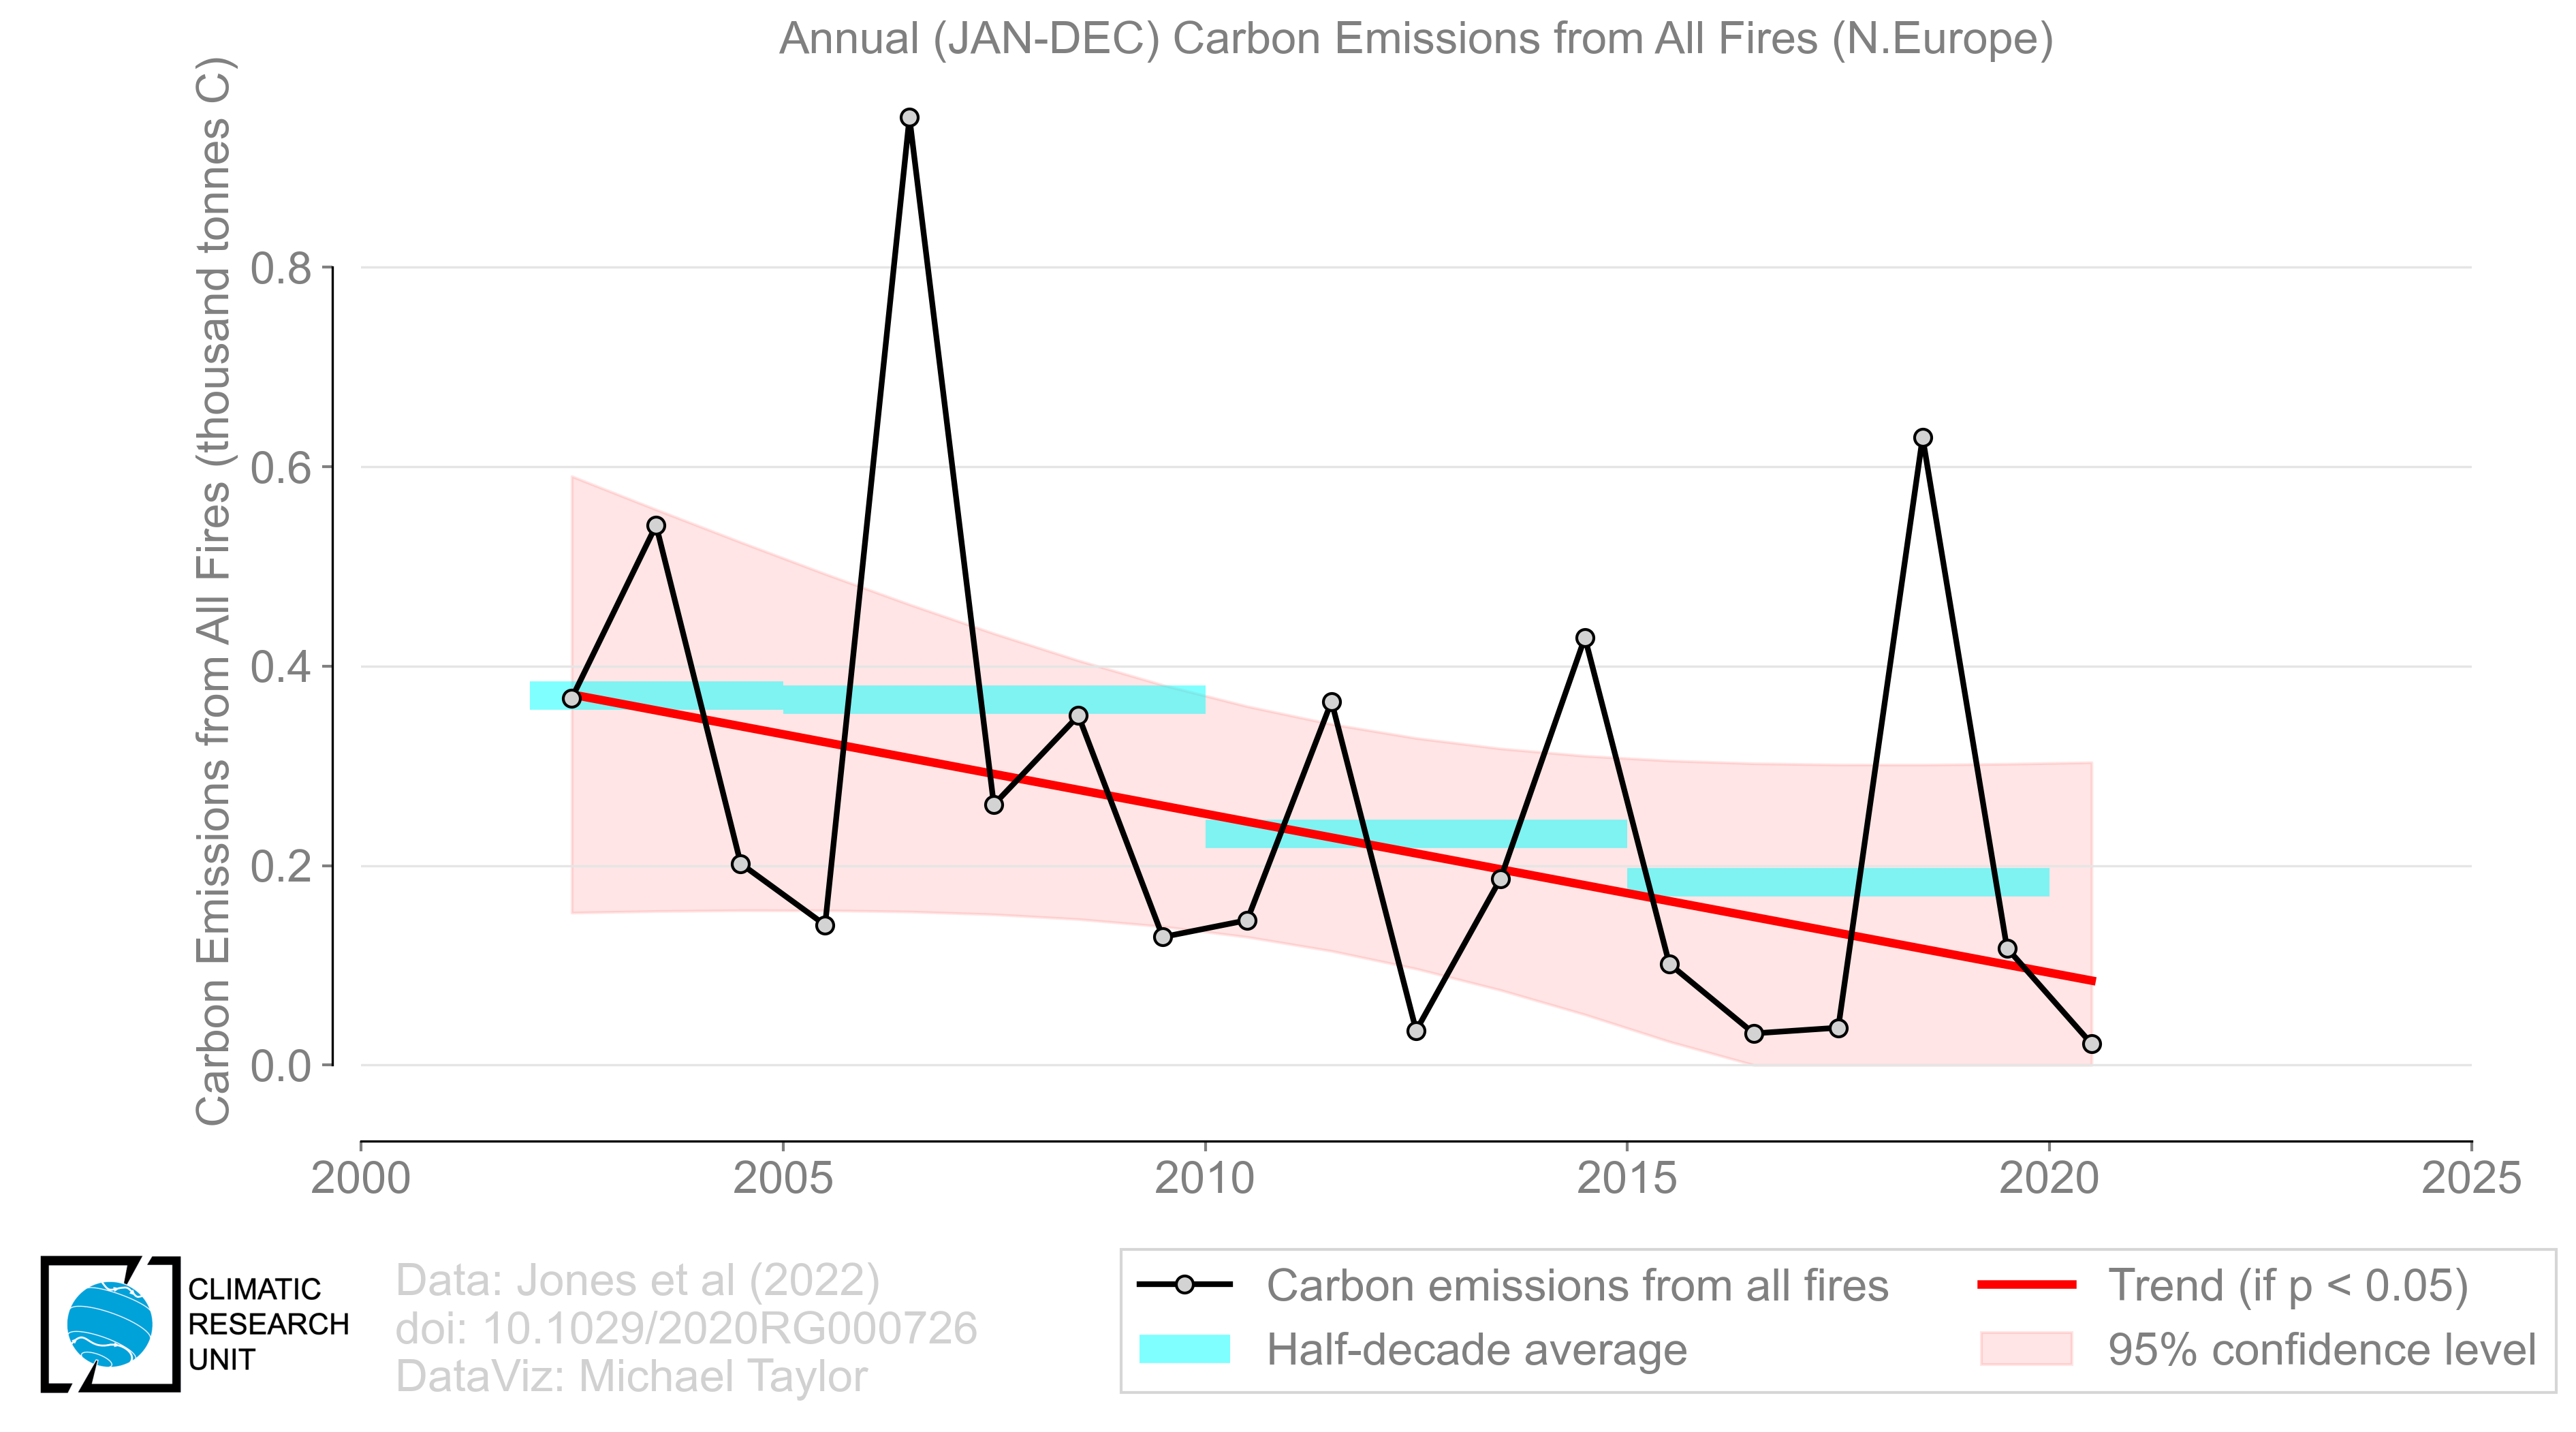 Annual (JAN-DEC) Carbon Emissions from All Fires (N.Europe)
Carbon Emissions from All Fires (thousand tonnes C)
0.8
0.6
0.4
0.2
0.0
2000
2005
2010
2015
2020
2025
CLIMATIC
RESEARCH
UNIT
Data: Jones et al (2022)
doi: 10.1029/2020RG000726
DataViz: Michael Taylor
Carbon emissions from all fires
Half-decade average
Trend (if p < 0.05)
95% confidence level